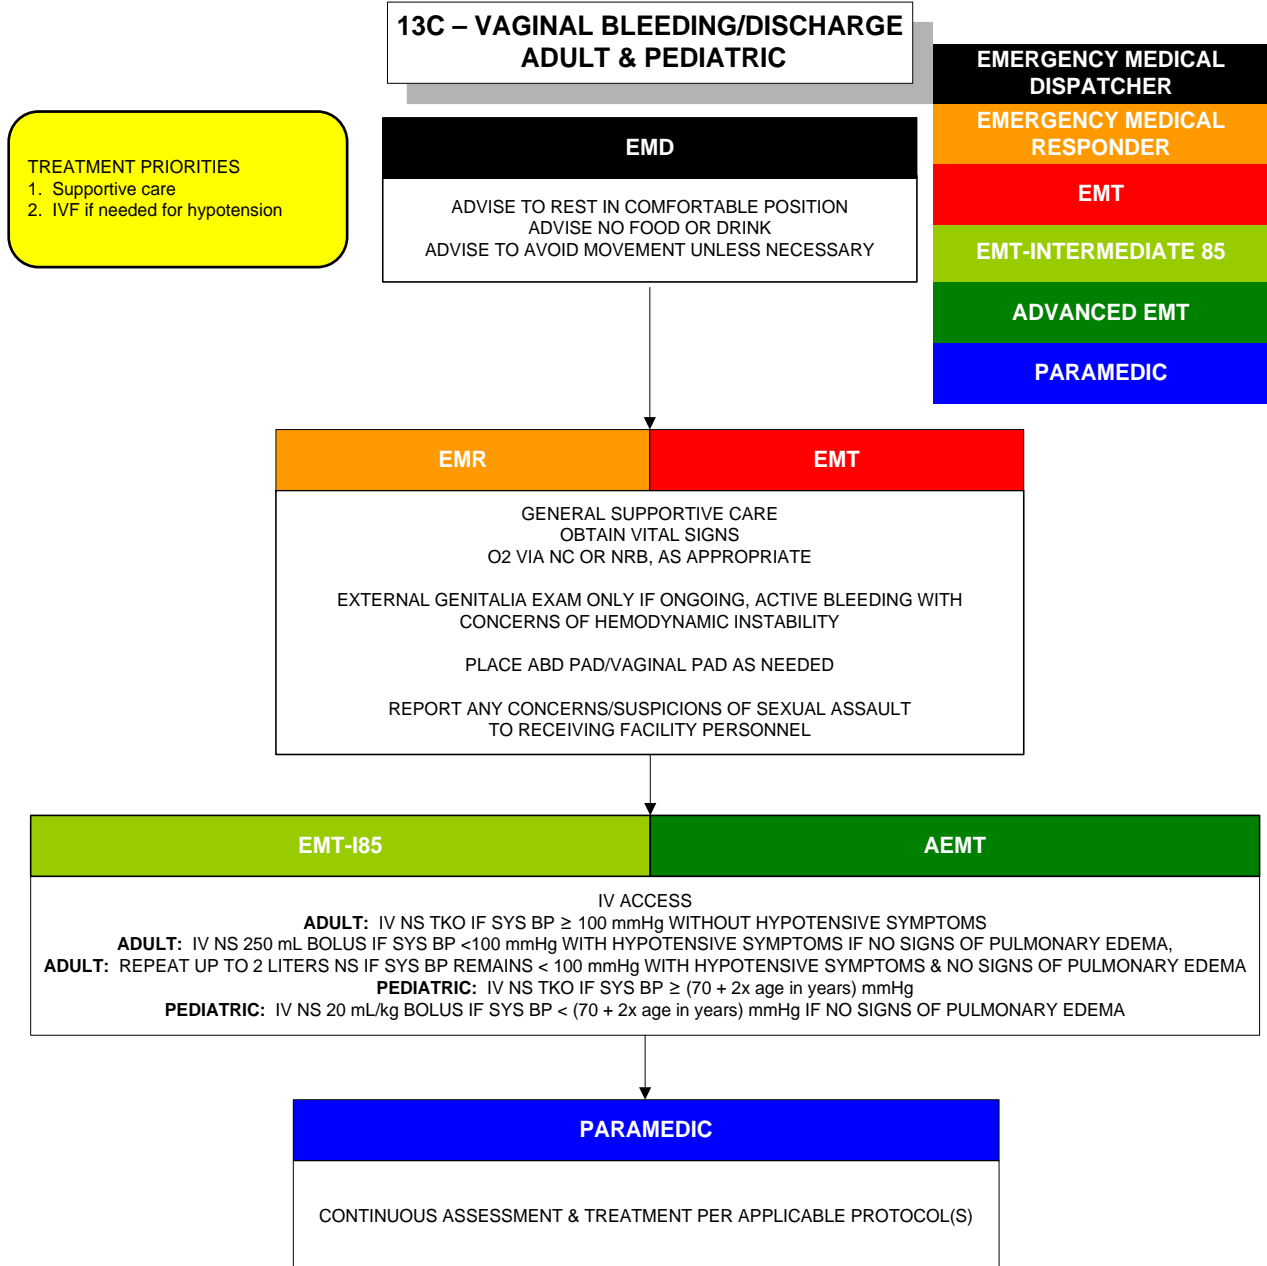 13C – VAGINAL BLEEDING/DISCHARGE
ADULT & PEDIATRIC
EMERGENCY MEDICAL
DISPATCHER
EMERGENCY MEDICAL
RESPONDER
EMT
EMT-INTERMEDIATE 85
ADVANCED EMT
PARAMEDIC
TREATMENT PRIORITIES
1. Supportive care
2. IVF if needed for hypotension
EMD
ADVISE TO REST IN COMFORTABLE POSITION
ADVISE NO FOOD OR DRINK
ADVISE TO AVOID MOVEMENT UNLESS NECESSARY
EMR
EMT
GENERAL SUPPORTIVE CARE
OBTAIN VITAL SIGNS
O2 VIA NC OR NRB, AS APPROPRIATE
EXTERNAL GENITALIA EXAM ONLY IF ONGOING, ACTIVE BLEEDING WITH
CONCERNS OF HEMODYNAMIC INSTABILITY
PLACE ABD PAD/VAGINAL PAD AS NEEDED
REPORT ANY CONCERNS/SUSPICIONS OF SEXUAL ASSAULT
TO RECEIVING FACILITY PERSONNEL
EMT-I85
AEMT
IV ACCESS
ADULT: IV NS TKO IF SYS BP ≥ 100 mmHg WITHOUT HYPOTENSIVE SYMPTOMS
ADULT: IV NS 250 mL BOLUS IF SYS BP <100 mmHg WITH HYPOTENSIVE SYMPTOMS IF NO SIGNS OF PULMONARY EDEMA,
ADULT: REPEAT UP TO 2 LITERS NS IF SYS BP REMAINS < 100 mmHg WITH HYPOTENSIVE SYMPTOMS & NO SIGNS OF PULMONARY EDEMA
PEDIATRIC: IV NS TKO IF SYS BP ≥ (70 + 2x age in years) mmHg
PEDIATRIC: IV NS 20 mL/kg BOLUS IF SYS BP < (70 + 2x age in years) mmHg IF NO SIGNS OF PULMONARY EDEMA
PARAMEDIC
CONTINUOUS ASSESSMENT & TREATMENT PER APPLICABLE PROTOCOL(S)